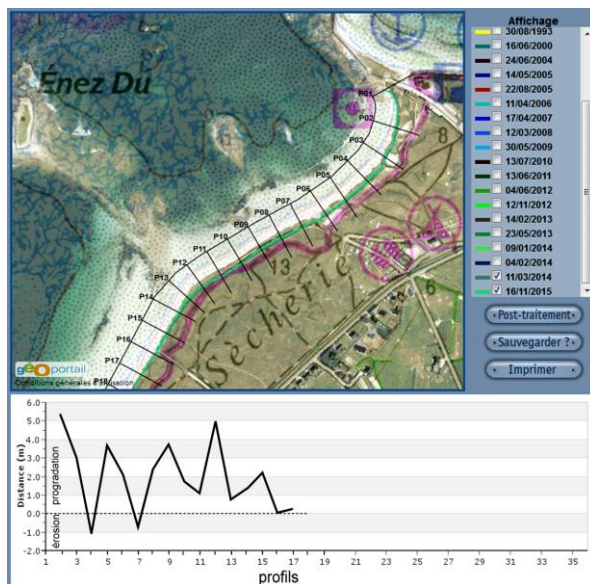 Affichage
30/08/1993
16/06/2000
24/06/2004
14/05/2005
22/08/2005
11/04/2006
17/04/2007
12/03/2008
30/05/2009
13/07/2010
13/06/2011
04/06/2012
12/11/2012
14/02/2013
23/05/2013
09/01/2014
04/02/2014
11/03/2014
16/11/2015
Post-traitement
Sauvegarder ?
Imprimer
Énez Du
P01
P02
P03
P04
P05
P06
P07
P08
P09
P10
P11
P12
P13
P14
P15
P16
P17
P18
8
13
6
Sècherie
géoportail
Conditions générales d'utilisation
Distance (m)
érosion
progradation
6.0
5.0
4.0
3.0
2.0
1.0
0.0
-1.0
-2.0
1 3 5 7 9 11 13 15 17 19 21 23 25 27 29 31 33 35
profils